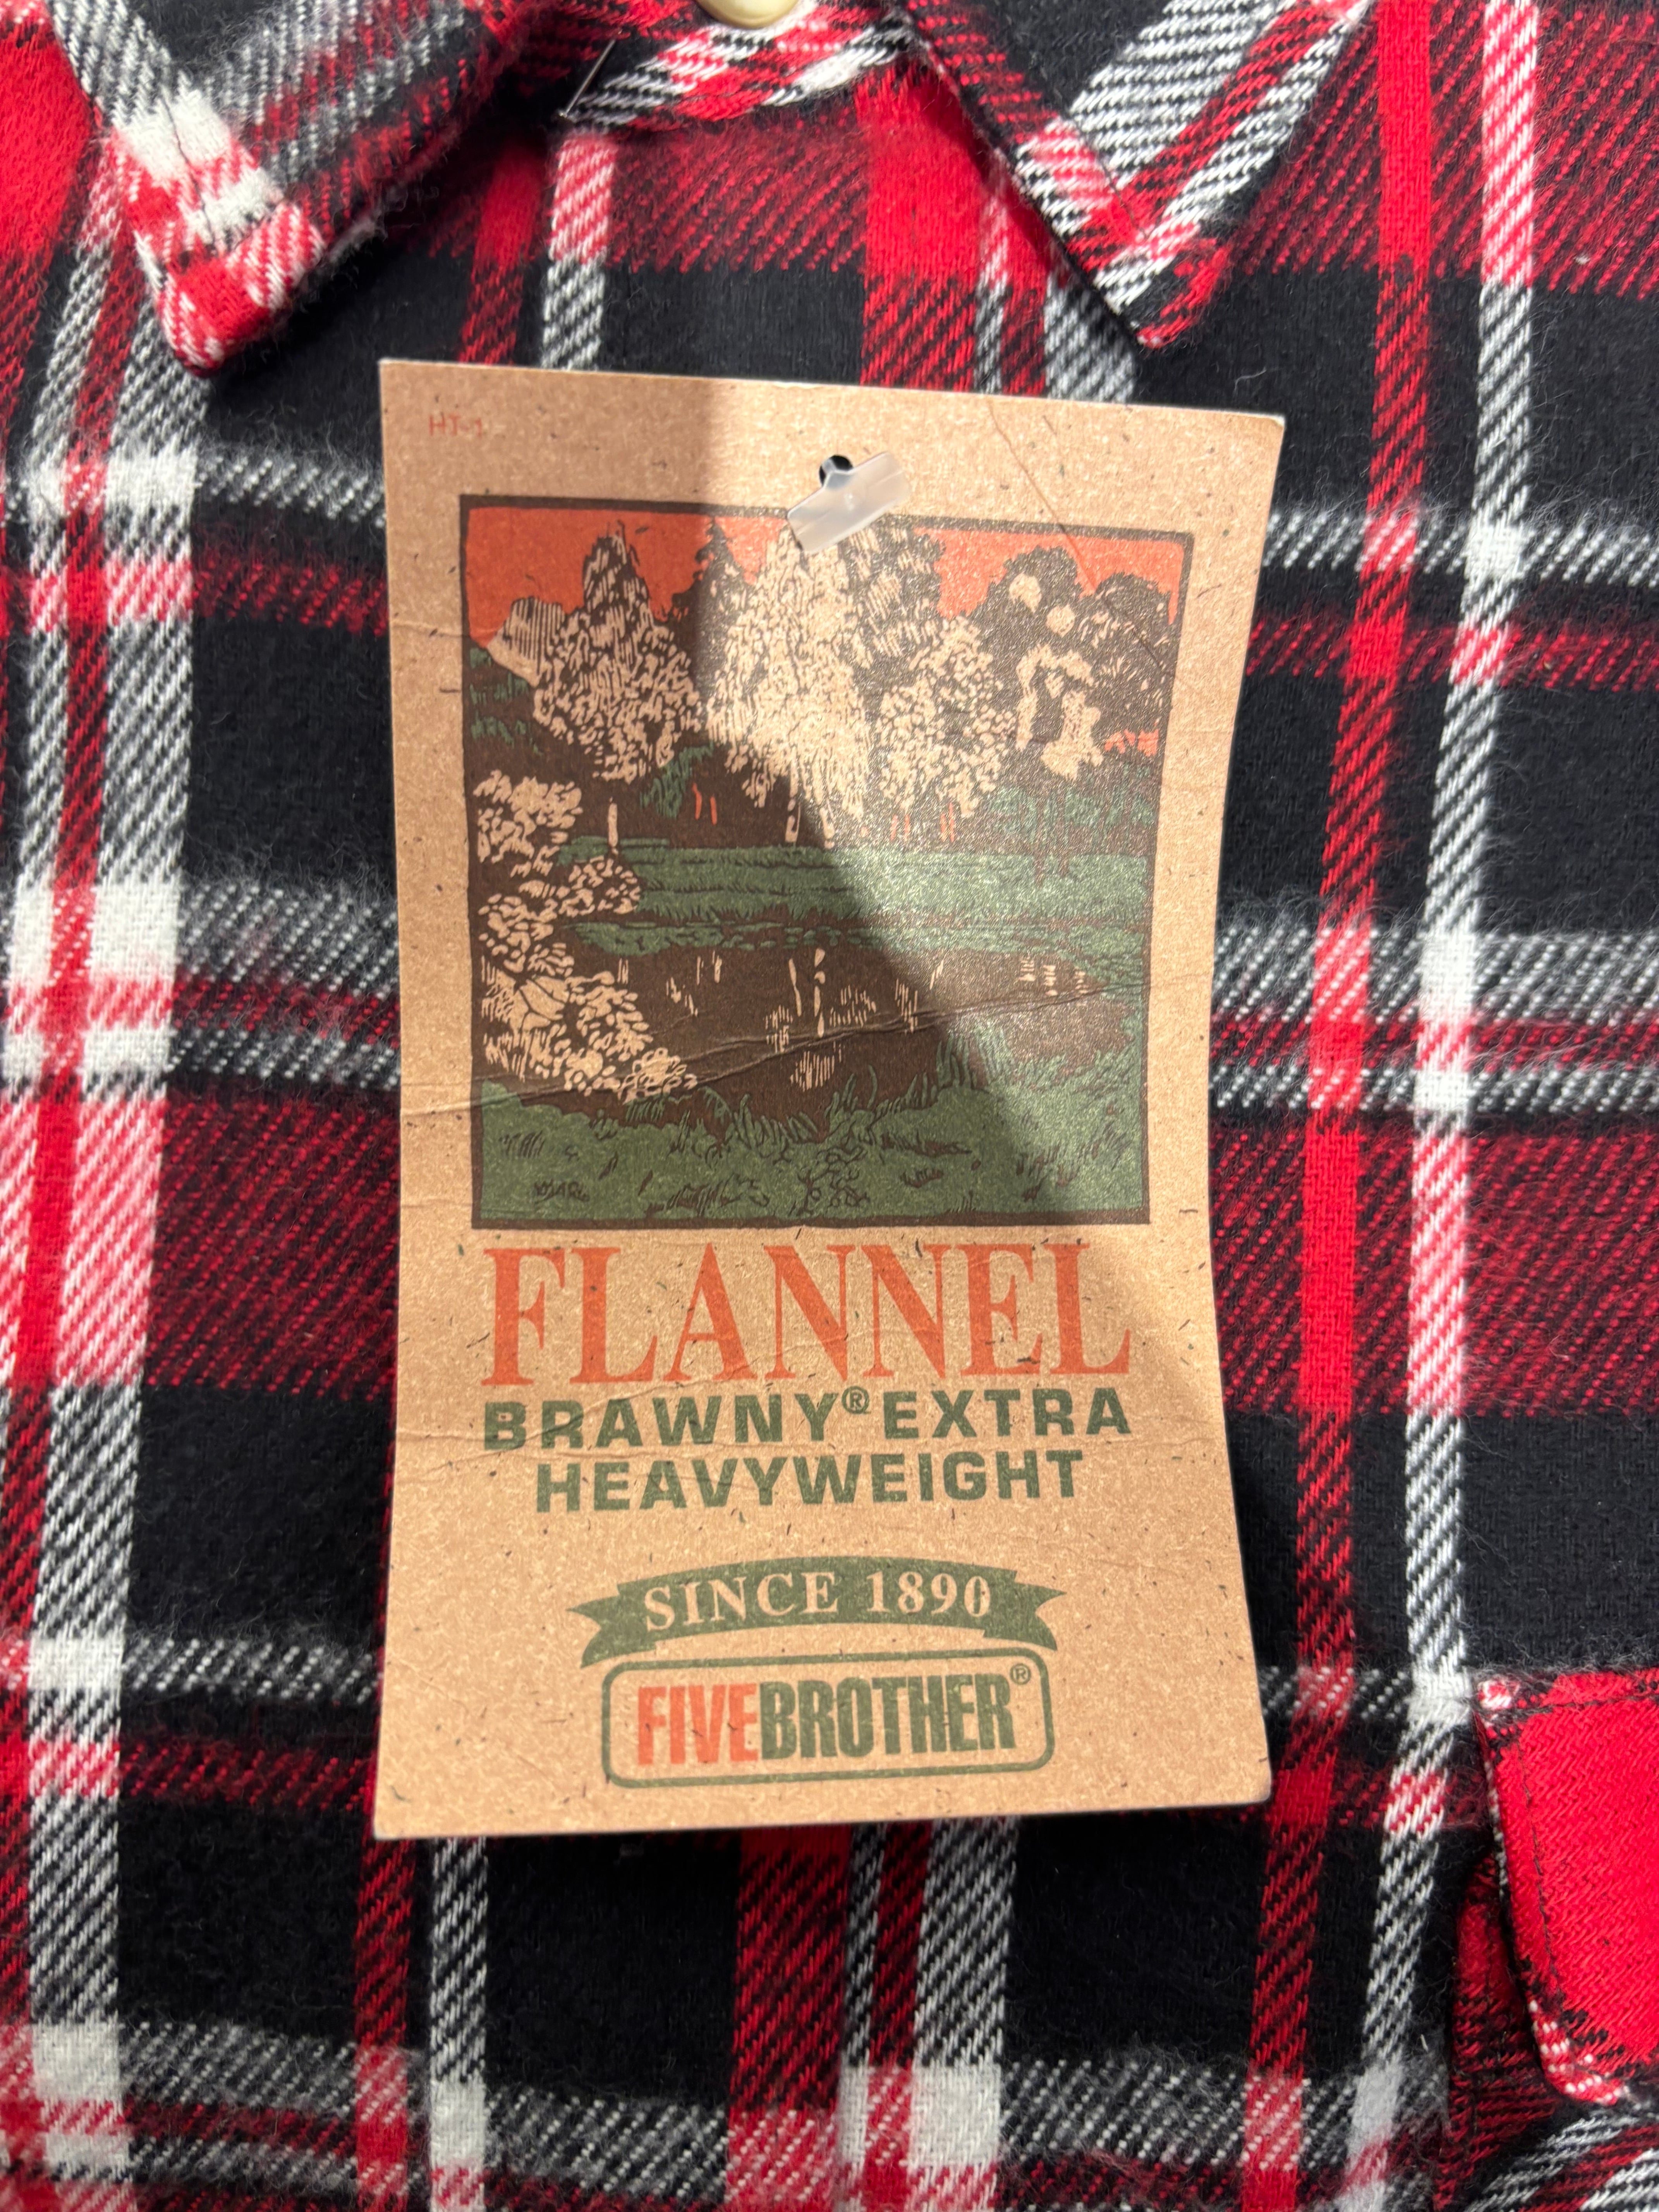 HT-1
FLANNEL
BRAWNY® EXTRA
HEAVYWEIGHT
SINCE 1890
FIVEBROTHER®